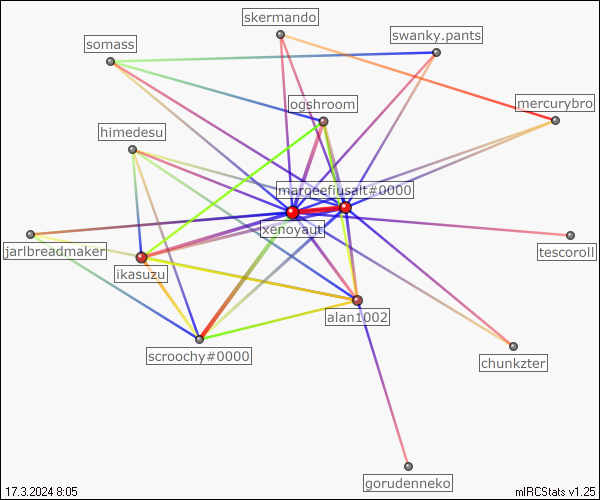 skermando
swanky.pants
somass
ogshroom
mercurybro
himedesu
margeefiusalt#0000
xenoyaut
jarlbreadmaker
tescoroll
ikasuzu
alan1002
scroochy#0000
chunkzter
gorudenneko
17.3.2024 8:05
mIRCStats v1.25